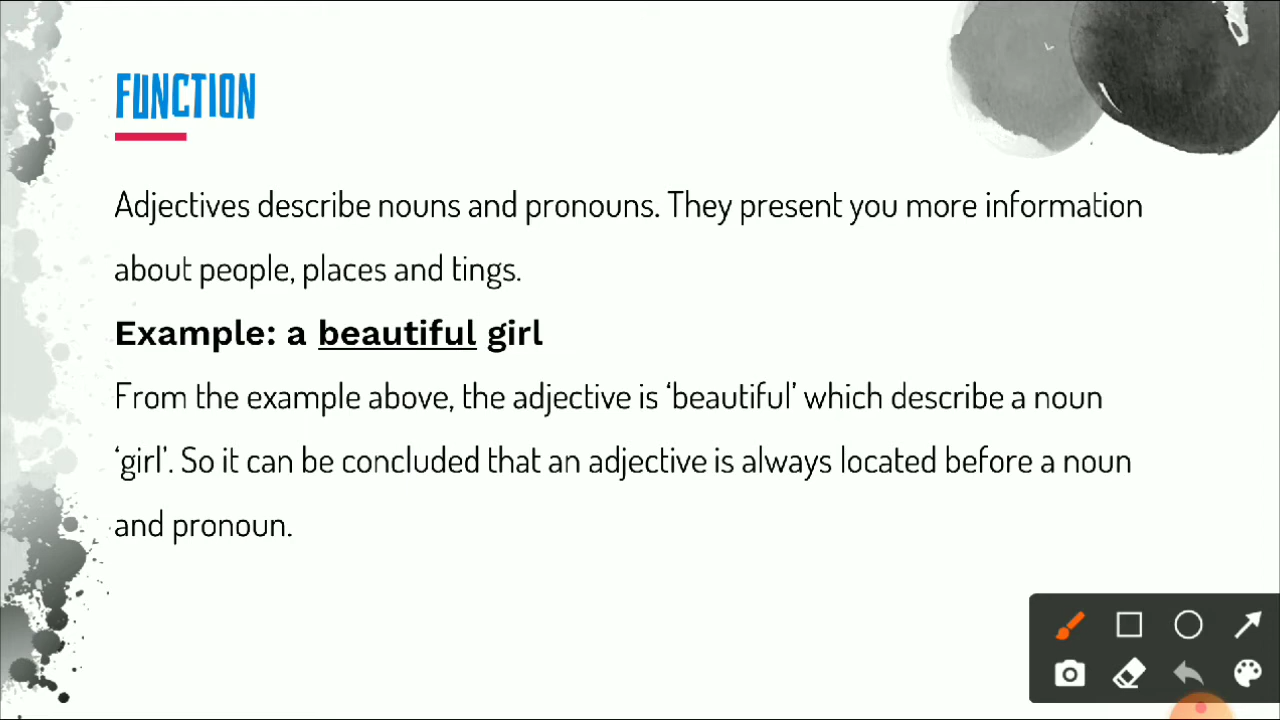 FUNCTION
Adjectives describe nouns and pronouns. They present you more information
about people, places and tings.
Example: a beautiful girl
From the example above, the adjective is ‘beautiful’ which describe a noun
‘girl’. So it can be concluded that an adjective is always located before a noun
and pronoun.